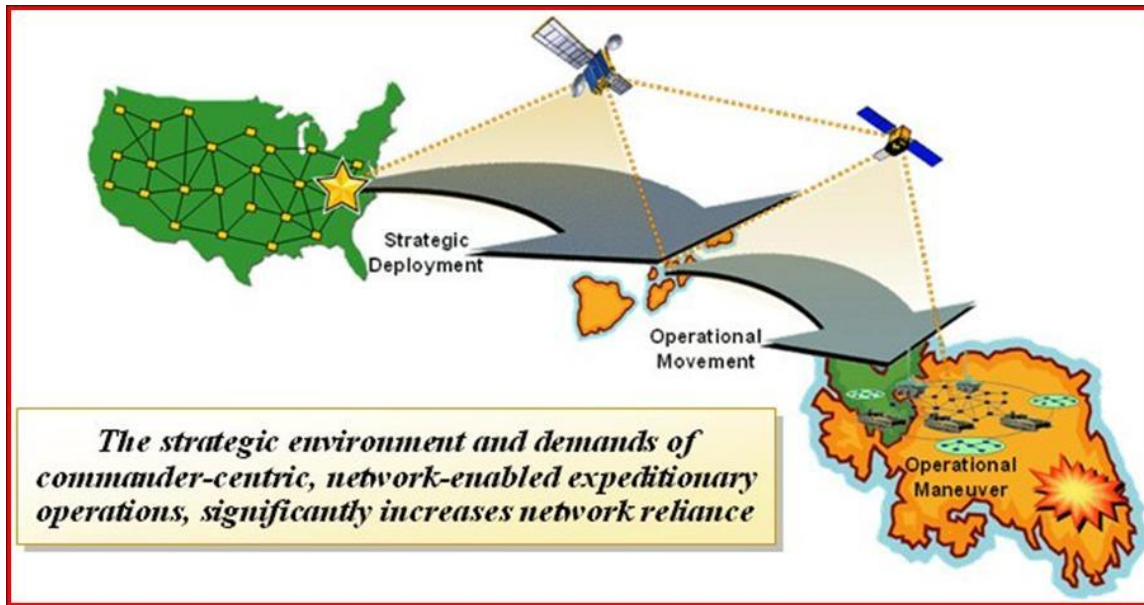 Strategic
Deployment
Operational
Movement
The strategic environment and demands of
commander-centric, network-enabled expeditionary
operations, significantly increases network reliance
Operational
Maneuver